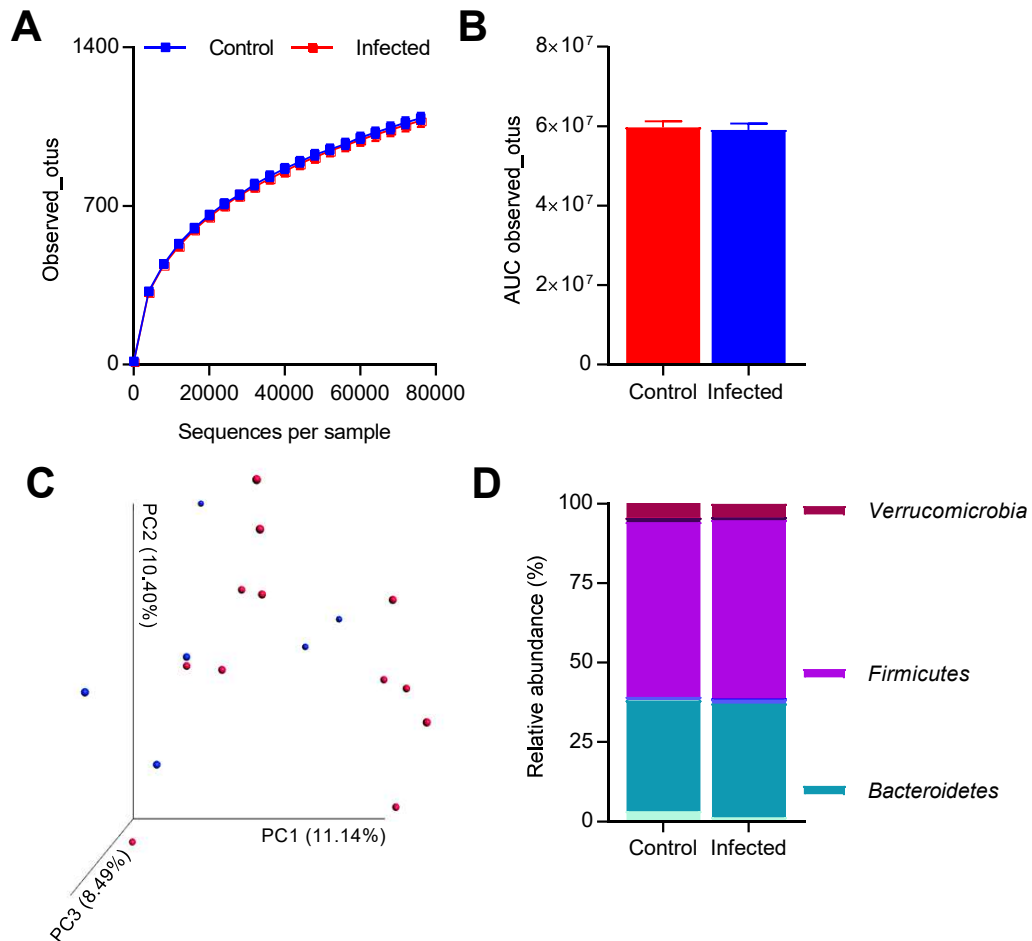 A
1400
700
0
Observed_otus
Control
Infected
0
20000
40000
60000
80000
Sequences per sample
B
8×10⁷
6×10⁷
4×10⁷
2×10⁷
0
AUC observed_otus
Control
Infected
C
PC2 (10.40%)
PC1 (11.14%)
PC3 (8.49%)
D
100
75
50
25
0
Relative abundance (%)
Control
Infected
Verrucomicrobia
Firmicutes
Bacteroidetes